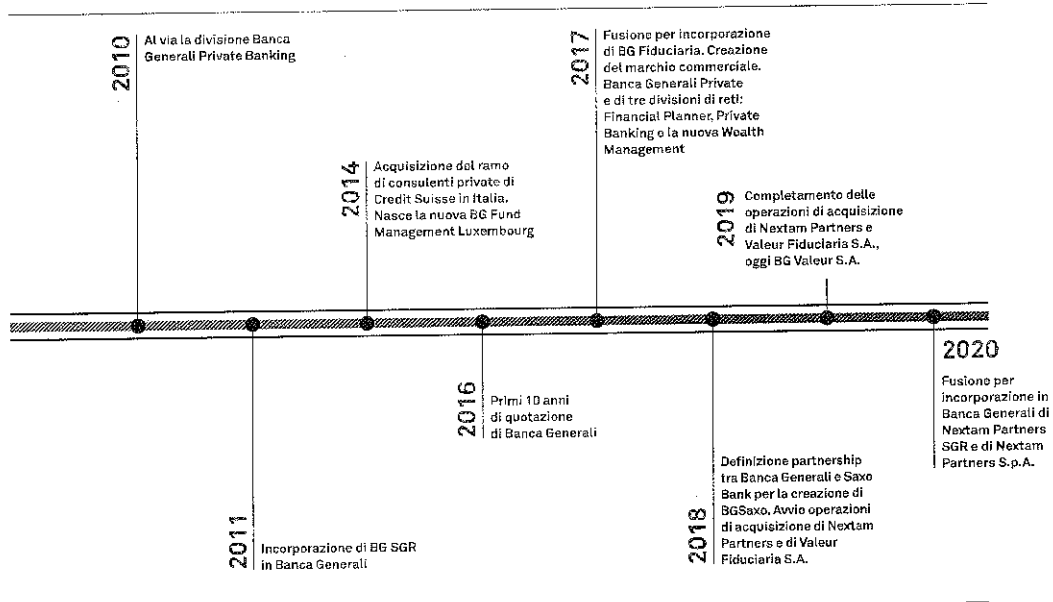 2010
Al via la divisione Banca
Generali Private Banking
2011
Incorporazione di BG SGR
in Banca Generali
2014
Acquisizione del ramo
di consulenti private di
Credit Suisse in Italia.
Nasce la nuova BG Fund
Management Luxembourg
2016
Primi 10 anni
di quotazione
di Banca Generali
2017
Fusione per incorporazione
di BG Fiduciaria. Creazione
del marchio commerciale.
Banca Generali Private
e di tre divisioni di reti:
Financial Planner, Private
Banking e la nuova Wealth
Management
2018
Definizione partnership
tra Banca Generali e Saxo
Bank per la creazione di
BGSaxo. Avvio operazioni
di acquisizione di Nextam
Partners e di Valeur
Fiduciaria S.A.
2019
Completamento delle
operazioni di acquisizione
di Nextam Partners e
Valeur Fiduciaria S.A.,
oggi BG Valeur S.A.
2020
Fusione per
incorporazione in
Banca Generali di
Nextam Partners
SGR e di Nextam
Partners S.p.A.